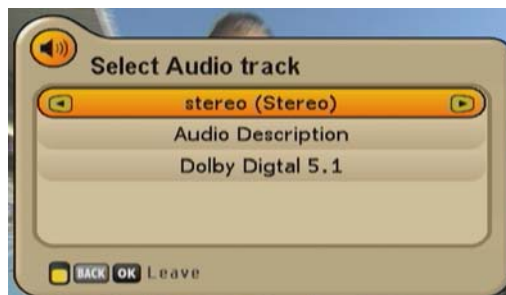 Select Audio track
stereo (Stereo)
Audio Description
Dolby Digtal 5.1
BACK OK Leave